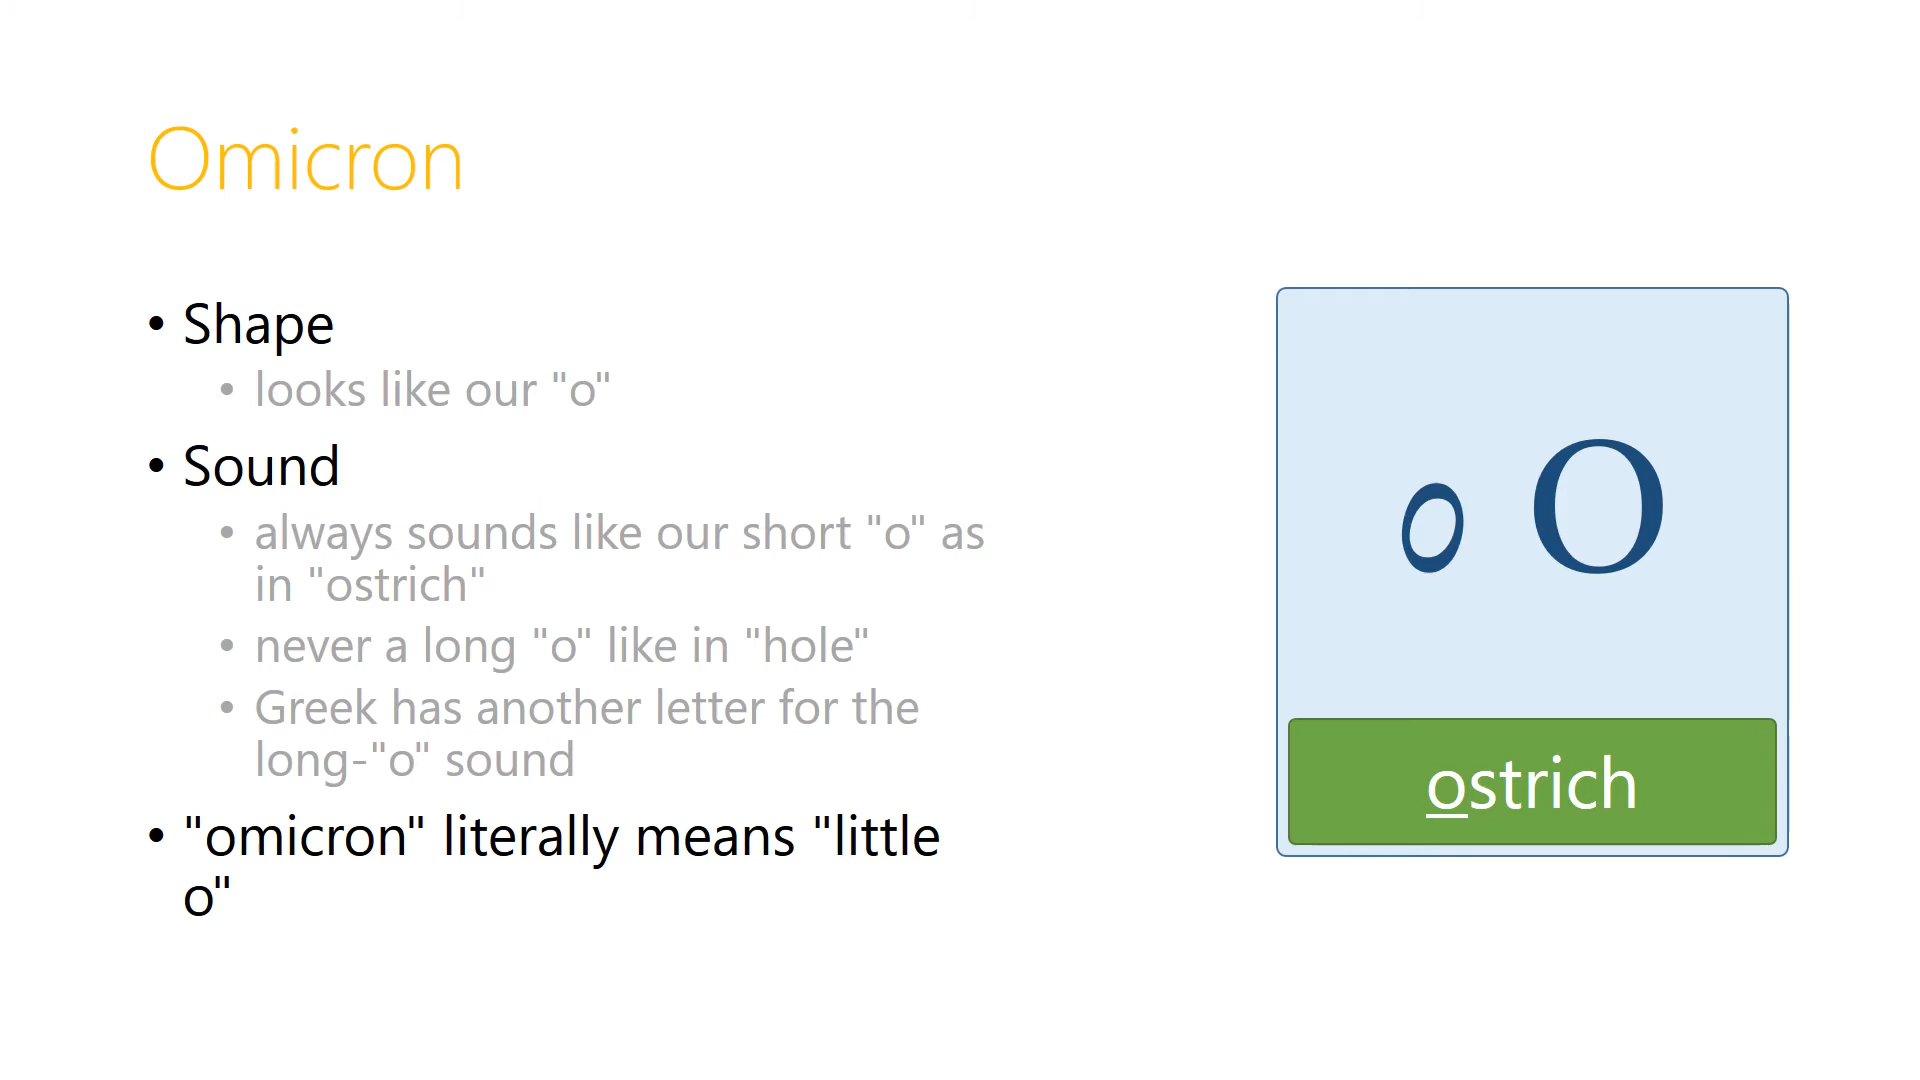 Omicron
• Shape
• looks like our "o"
• Sound
• always sounds like our short "o" as
in "ostrich"
• never a long "o" like in "hole"
• Greek has another letter for the
long-"o" sound
• "omicron" literally means "little
o"
ο Ο
ostrich